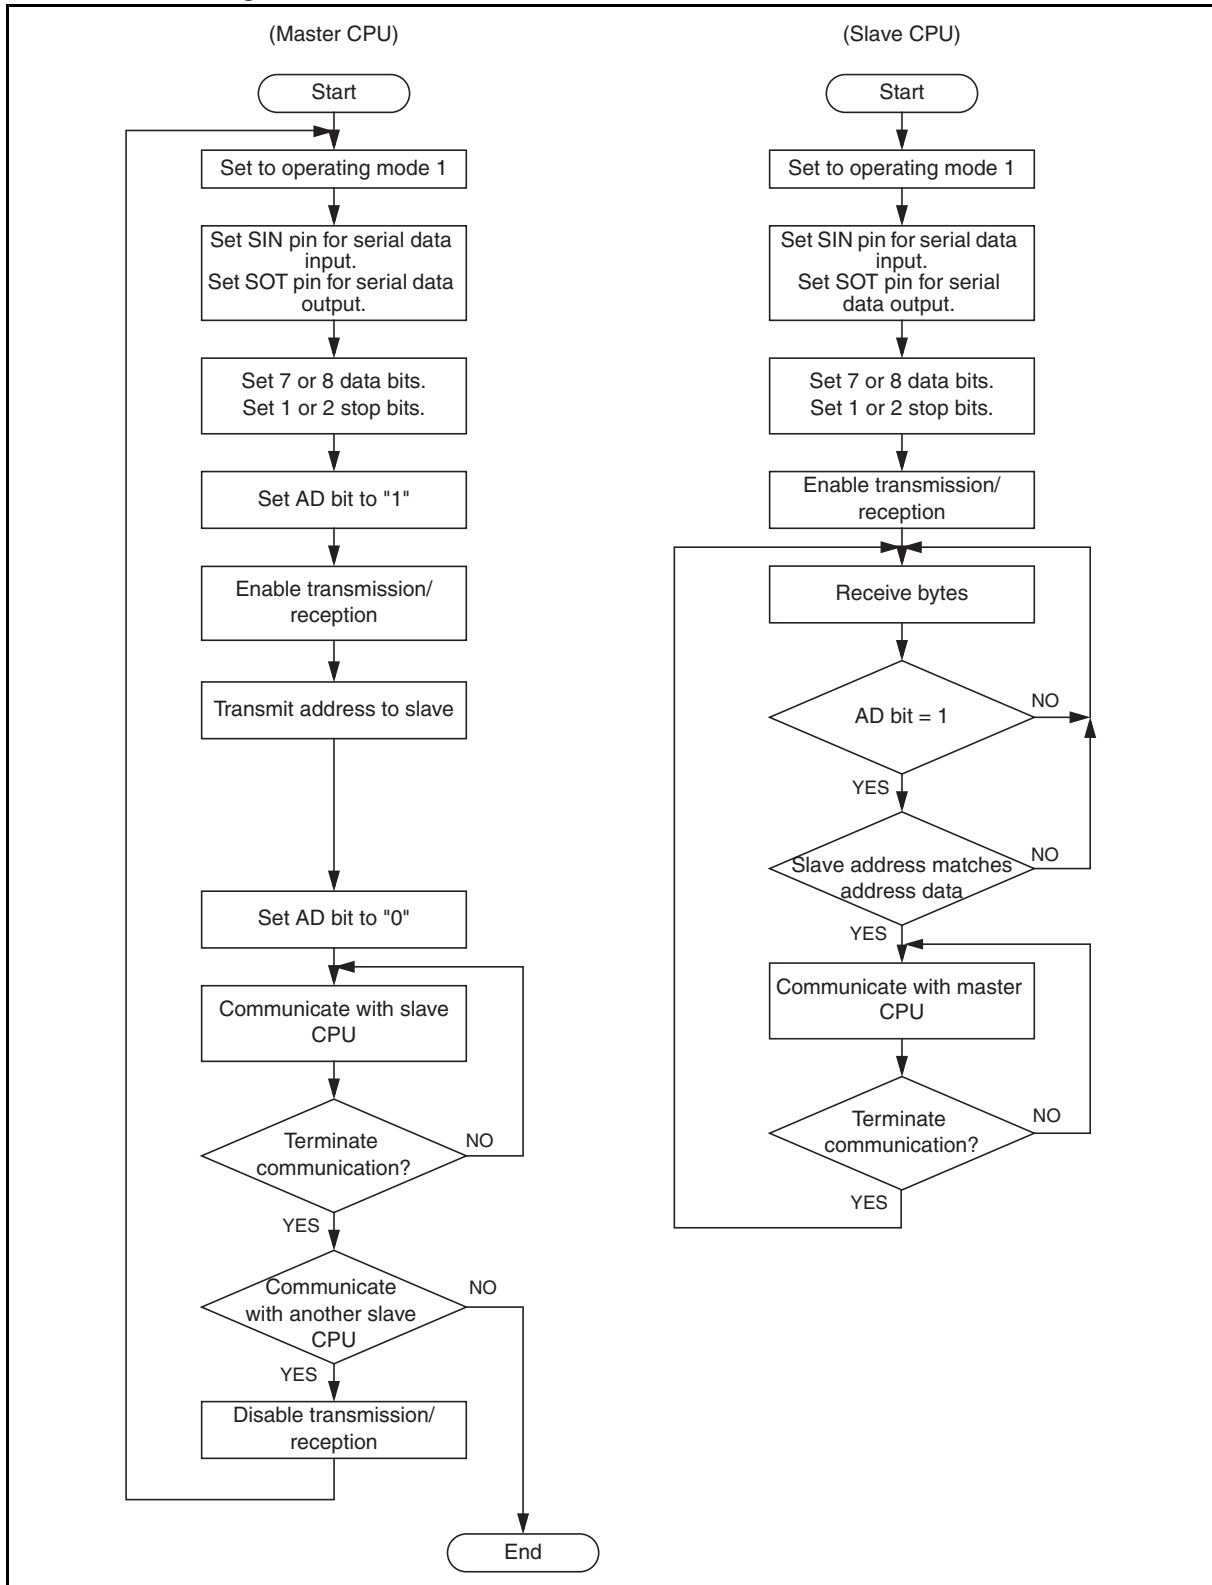 (Master CPU)
Start
Set to operating mode 1
Set SIN pin for serial data
input.
Set SOT pin for serial data
output.
Set 7 or 8 data bits.
Set 1 or 2 stop bits.
Set AD bit to "1"
Enable transmission/
reception
Transmit address to slave
Set AD bit to "0"
Communicate with slave
CPU
Terminate
communication?
NO
YES
Communicate
with another slave
CPU
NO
YES
Disable transmission/
reception
End
(Slave CPU)
Start
Set to operating mode 1
Set SIN pin for serial data
input.
Set SOT pin for serial
data output.
Set 7 or 8 data bits.
Set 1 or 2 stop bits.
Enable transmission/
reception
Receive bytes
AD bit = 1
NO
YES
Slave address matches
address data
NO
YES
Communicate with master
CPU
Terminate
communication?
NO
YES